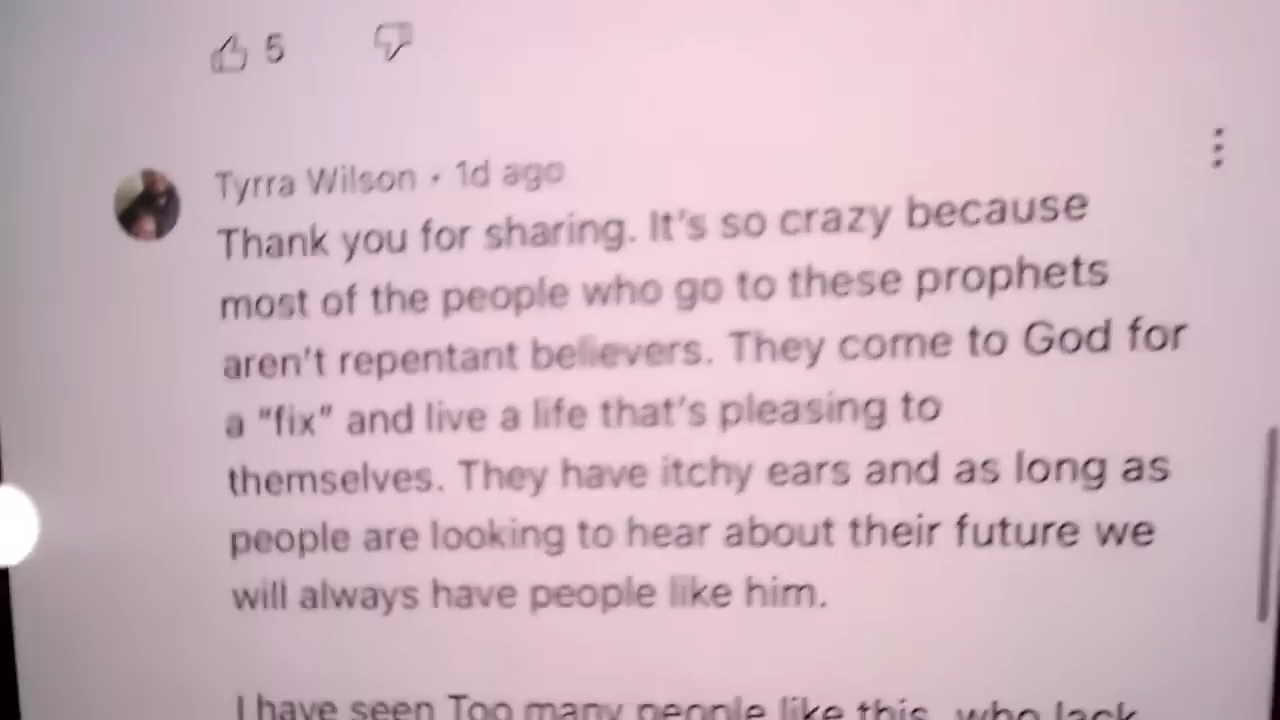 5
Tyrra Wilson • 1d ago
Thank you for sharing. It's so crazy because
most of the people who go to these prophets
aren't repentant believers. They come to God for
a "fix" and live a life that's pleasing to
themselves. They have itchy ears and as long as
people are looking to hear about their future we
will always have people like him.
I have seen Too many people like this, who lack